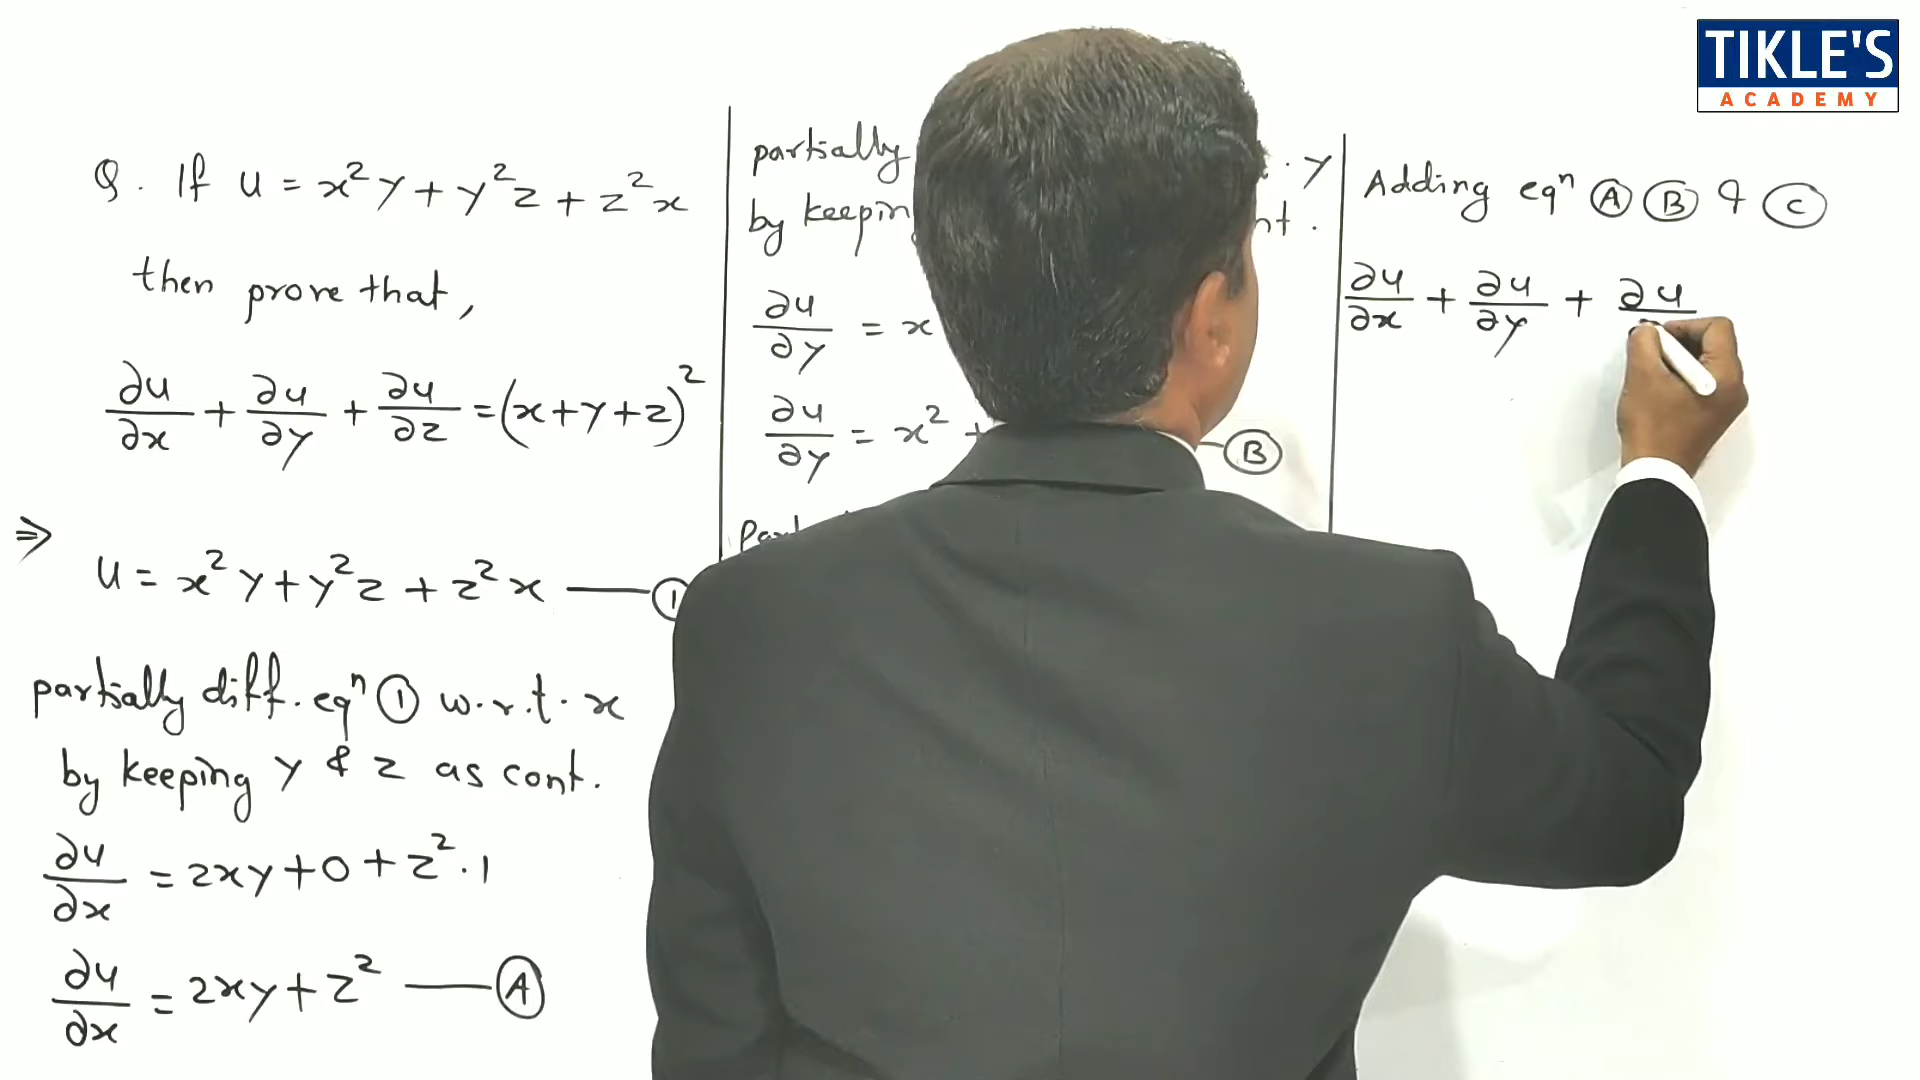 TIKLE'S
ACADEMY
Q. If u = x²y + y²z + z²x
then prove that,
∂u/∂x + ∂u/∂y + ∂u/∂z = (x+y+z)²
⇒ u = x²y + y²z + z²x — ①
partially diff. eqⁿ ① w.r.t. x
by keeping y & z as cont.
∂u/∂x = 2xy + 0 + z² · 1
∂u/∂x = 2xy + z² — Ⓐ
partially y
by
∂u/∂y = x
∂u/∂y = x² + — Ⓑ
Adding eqⁿ Ⓐ Ⓑ & Ⓒ
∂u/∂x + ∂u/∂y + ∂u